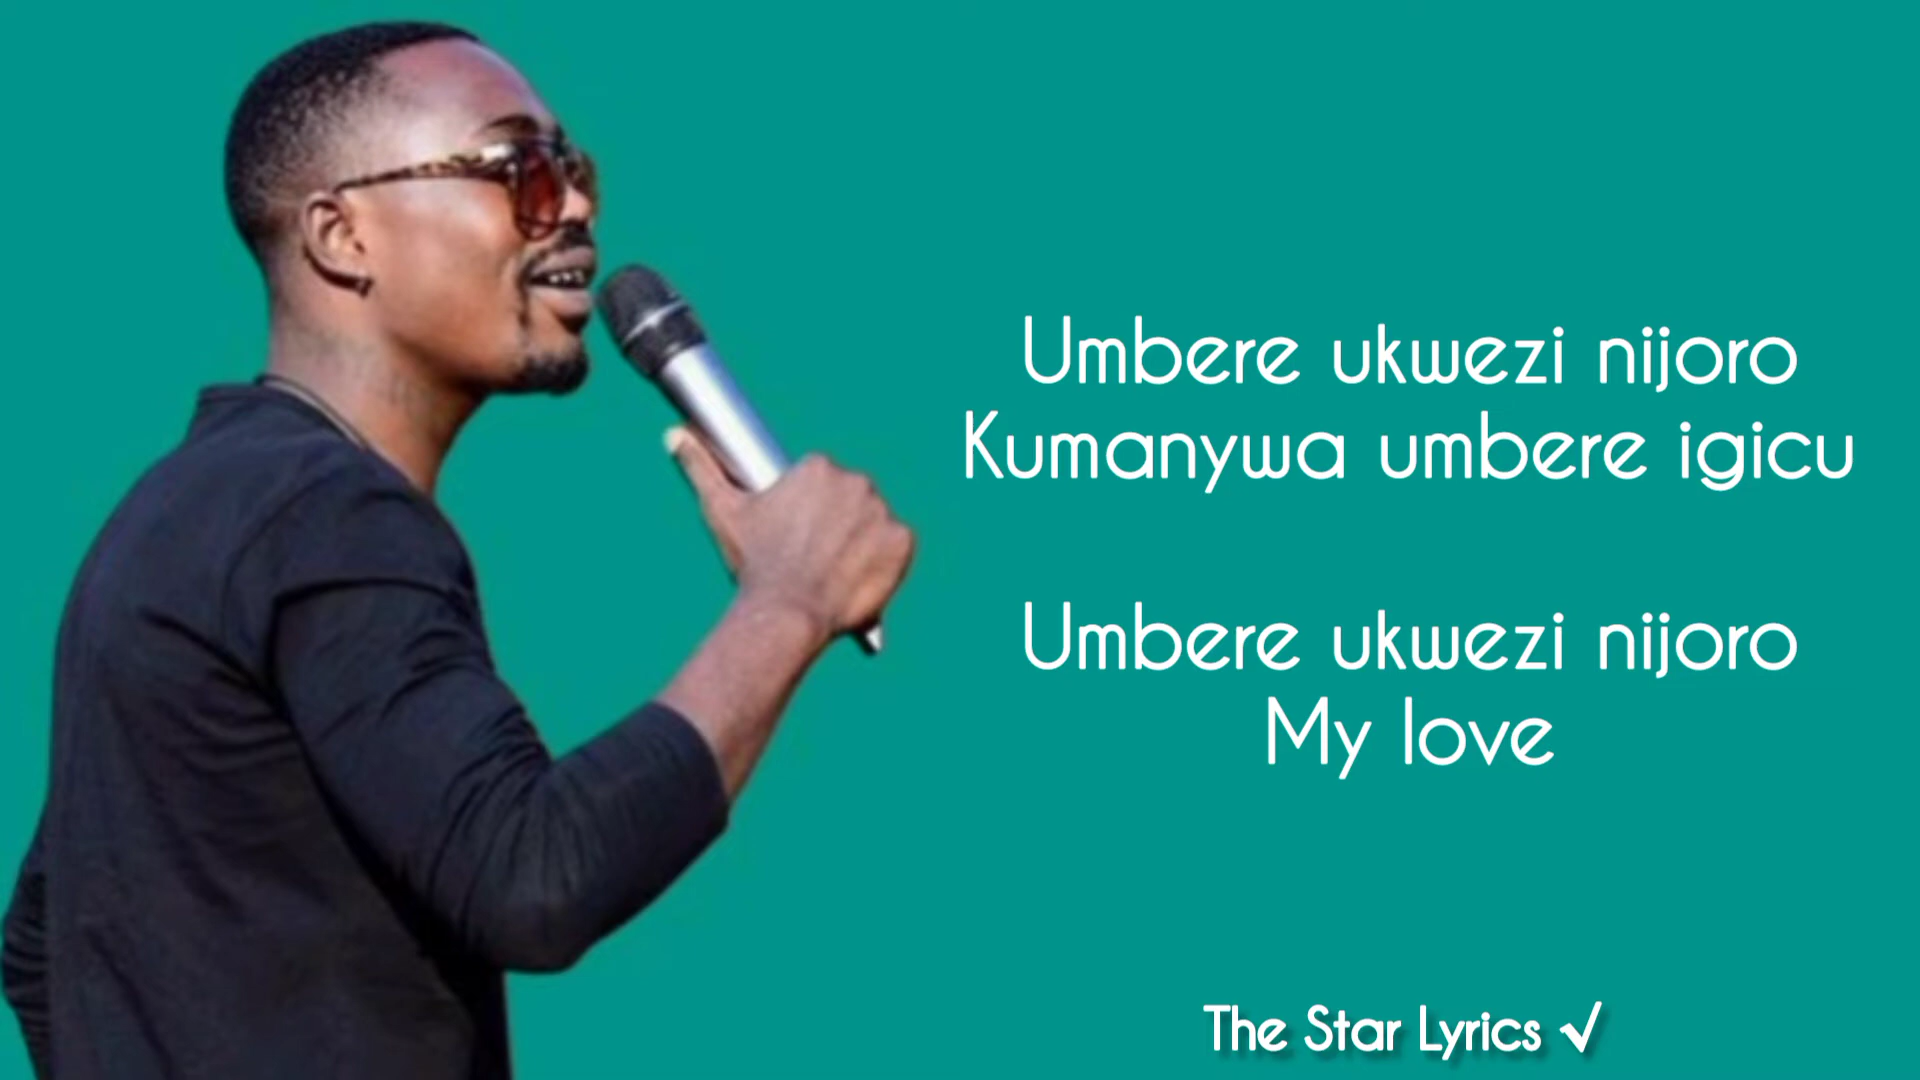 Umbere ukwezi nijoro
Kumanywa umbere igicu
Umbere ukwezi nijoro
My love
The Star Lyrics √